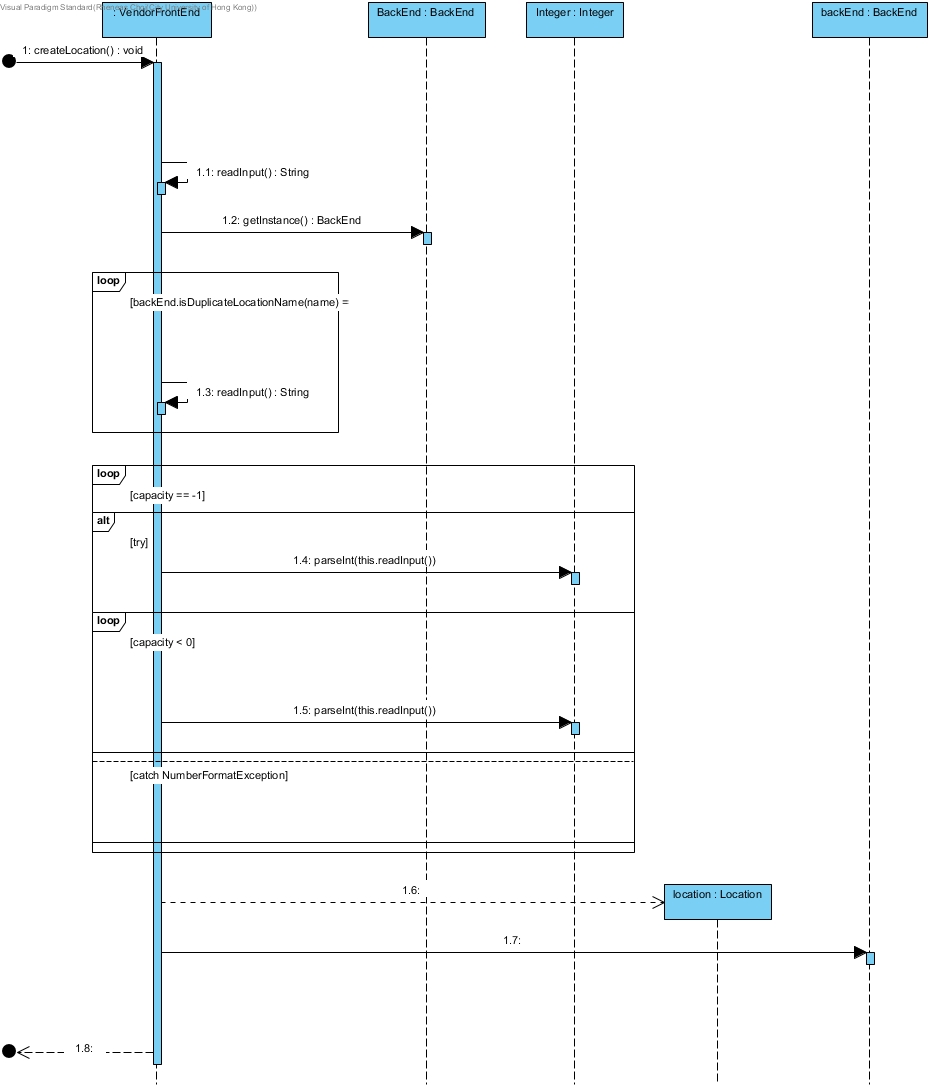 Visual Paradigm Standard(
University of Hong Kong))
: VendorFrontEnd
BackEnd : BackEnd
Integer : Integer
backEnd : BackEnd
1: createLocation() : void
1.1: readInput() : String
1.2: getInstance() : BackEnd
loop
[backEnd.isDuplicateLocationName(name) =
1.3: readInput() : String
loop
[capacity == -1]
alt
[try]
1.4: parseInt(this.readInput())
loop
[capacity < 0]
1.5: parseInt(this.readInput())
[catch NumberFormatException]
1.6:
location : Location
1.7:
1.8: